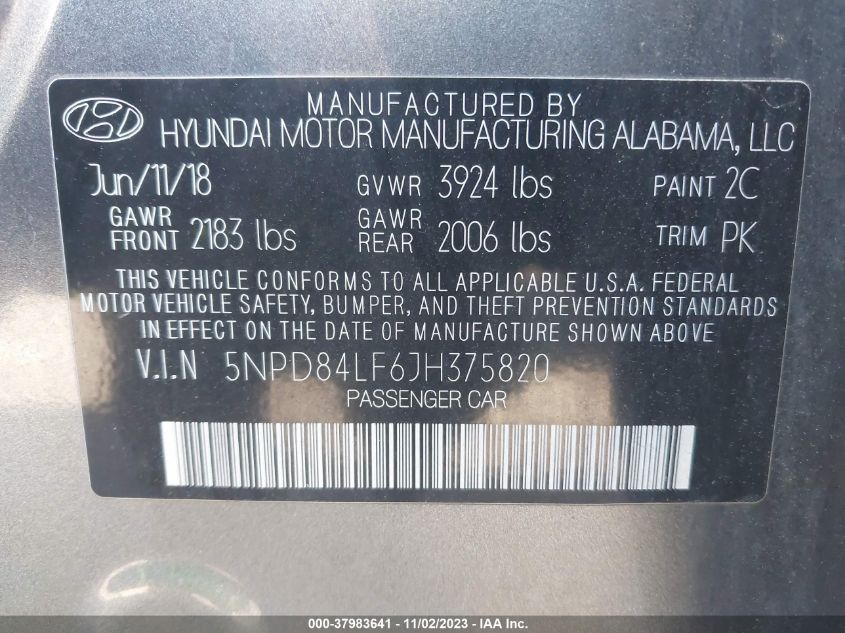 MANUFACTURED BY
HYUNDAI MOTOR MANUFACTURING ALABAMA, LLC
Jun/11/18 GVWR 3924 lbs PAINT 2C
GAWR FRONT 2183 lbs GAWR REAR 2006 lbs TRIM PK
THIS VEHICLE CONFORMS TO ALL APPLICABLE U.S.A. FEDERAL
MOTOR VEHICLE SAFETY, BUMPER, AND THEFT PREVENTION STANDARDS
IN EFFECT ON THE DATE OF MANUFACTURE SHOWN ABOVE
V.I.N 5NPD84LF6JH375820
PASSENGER CAR
000-37983641 - 11/02/2023 - IAA Inc.